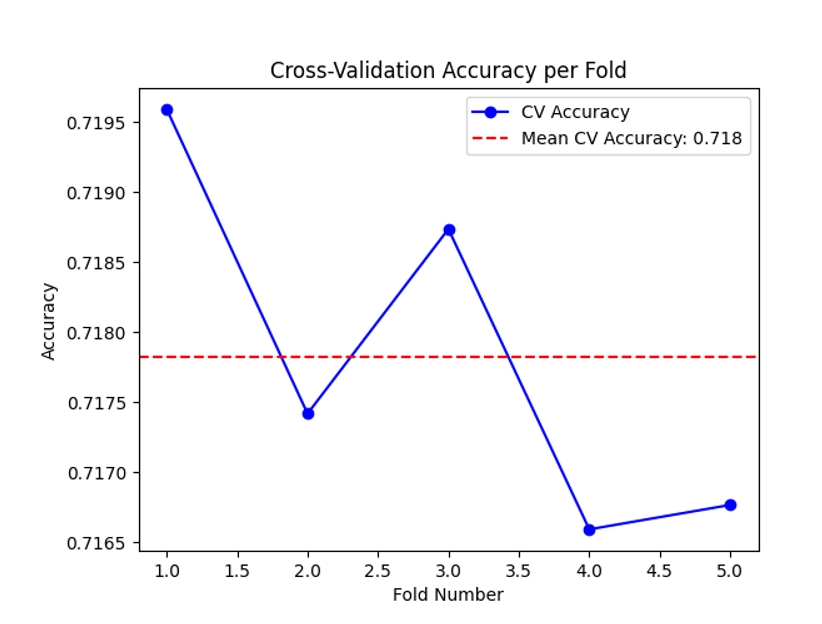 Cross-Validation Accuracy per Fold
CV Accuracy
Mean CV Accuracy: 0.718
Accuracy
0.7195
0.7190
0.7185
0.7180
0.7175
0.7170
0.7165
1.0 1.5 2.0 2.5 3.0 3.5 4.0 4.5 5.0
Fold Number